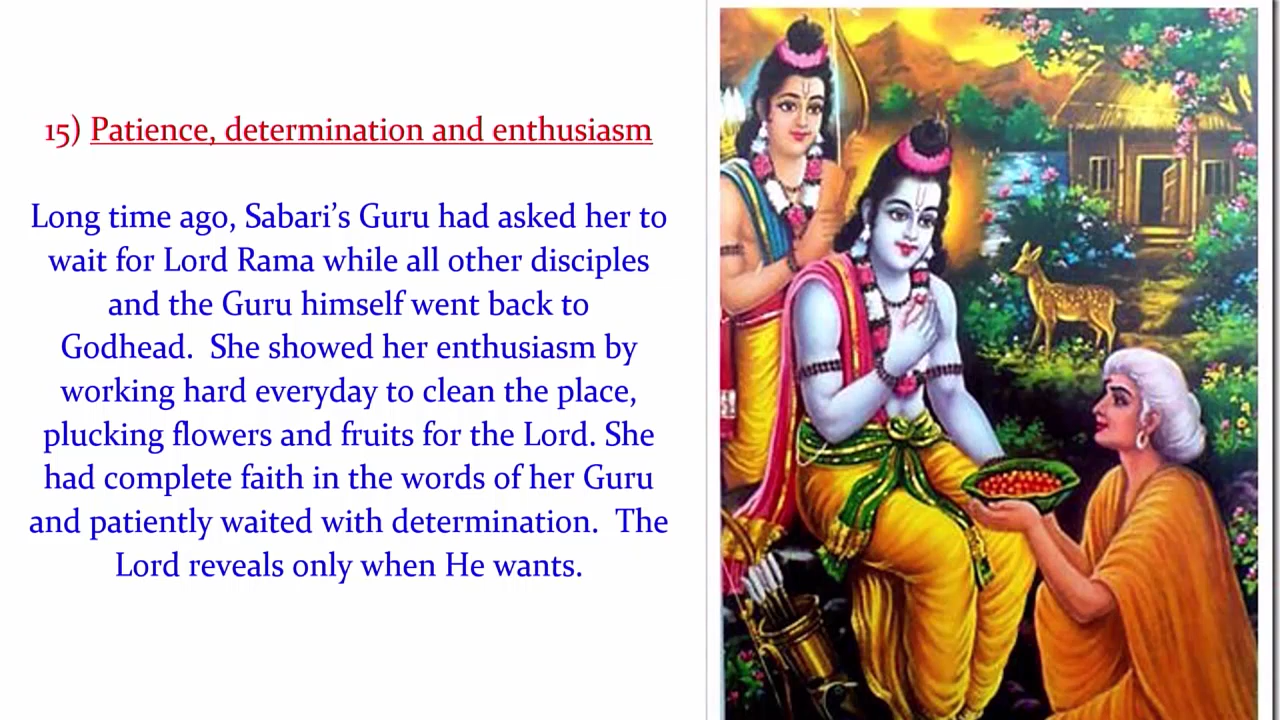 15) Patience, determination and enthusiasm
Long time ago, Sabari’s Guru had asked her to
wait for Lord Rama while all other disciples
and the Guru himself went back to
Godhead.  She showed her enthusiasm by
working hard everyday to clean the place,
plucking flowers and fruits for the Lord. She
had complete faith in the words of her Guru
and patiently waited with determination.  The
Lord reveals only when He wants.